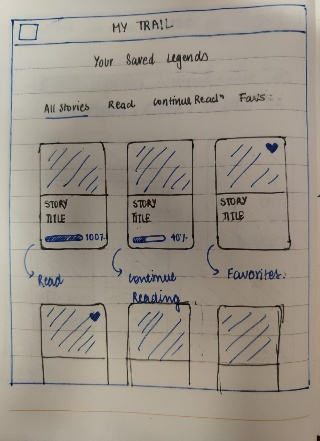 MY TRAIL
Your Saved Legends
All Stories Read Continue Read" Favs:
STORY TITLE
100%
STORY TITLE
40%
STORY TITLE
Read
Continue Reading
Favorites.